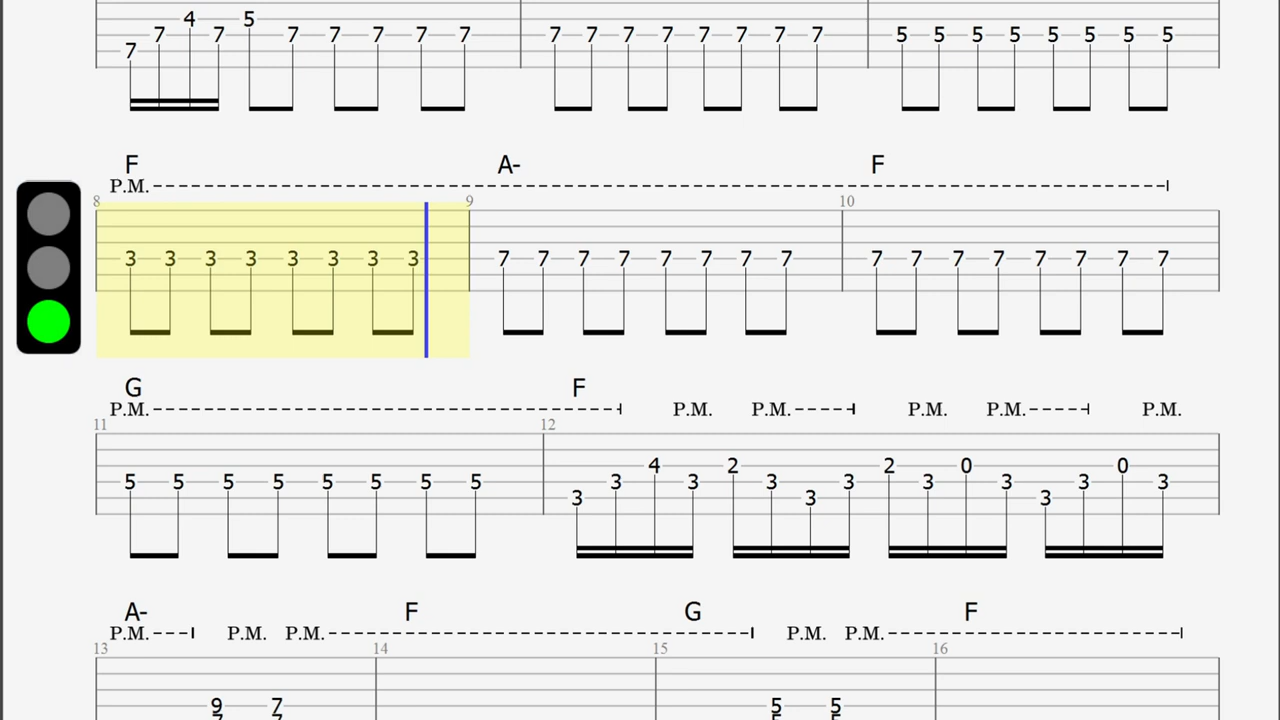 4 5
7 7 7 7 7 7 7 7 7 7 7 7 7 7 7 7 5 5 5 5 5 5 5 5
7
F A- F
P.M.
8 9 10
3 3 3 3 3 3 3 3 7 7 7 7 7 7 7 7 7 7 7 7 7 7 7 7
G F
P.M. P.M. P.M. P.M. P.M. P.M.
11 12
4 2 2 0 0
5 5 5 5 5 5 5 5 3 3 3 3 3 3 3 3
3 3 3
A- F G F
P.M. P.M. P.M. P.M. P.M.
13 14 15 16
9 7 5 5